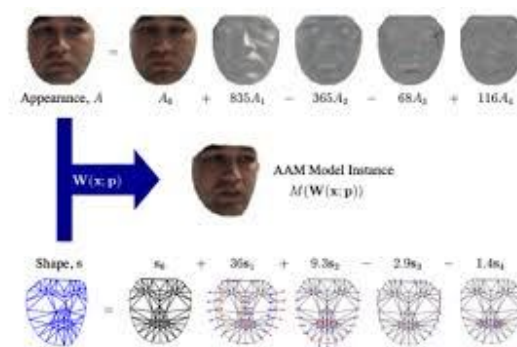 =
Appearance, A A₀ + 835A₁ − 365A₂ − 68A₃ + 116A₄
W(x; p)
AAM Model Instance
M(W(x; p))
Shape, s s₀ + 36s₁ + 9.3s₂ − 2.9s₃ − 1.4s₄
=